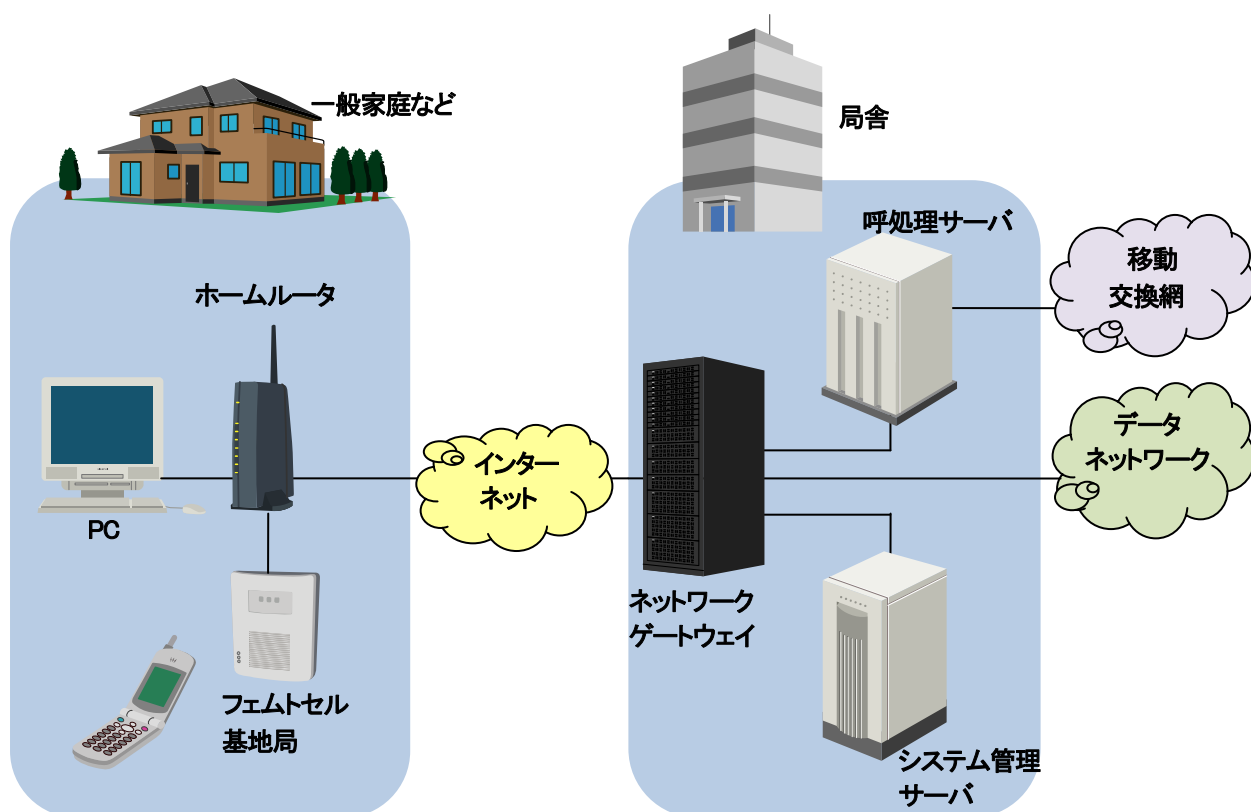 一般家庭など
局舎
呼処理サーバ
移動
交換網
ホームルータ
データ
ネットワーク
インター
ネット
PC
ネットワーク
ゲートウェイ
フェムトセル
基地局
システム管理
サーバ